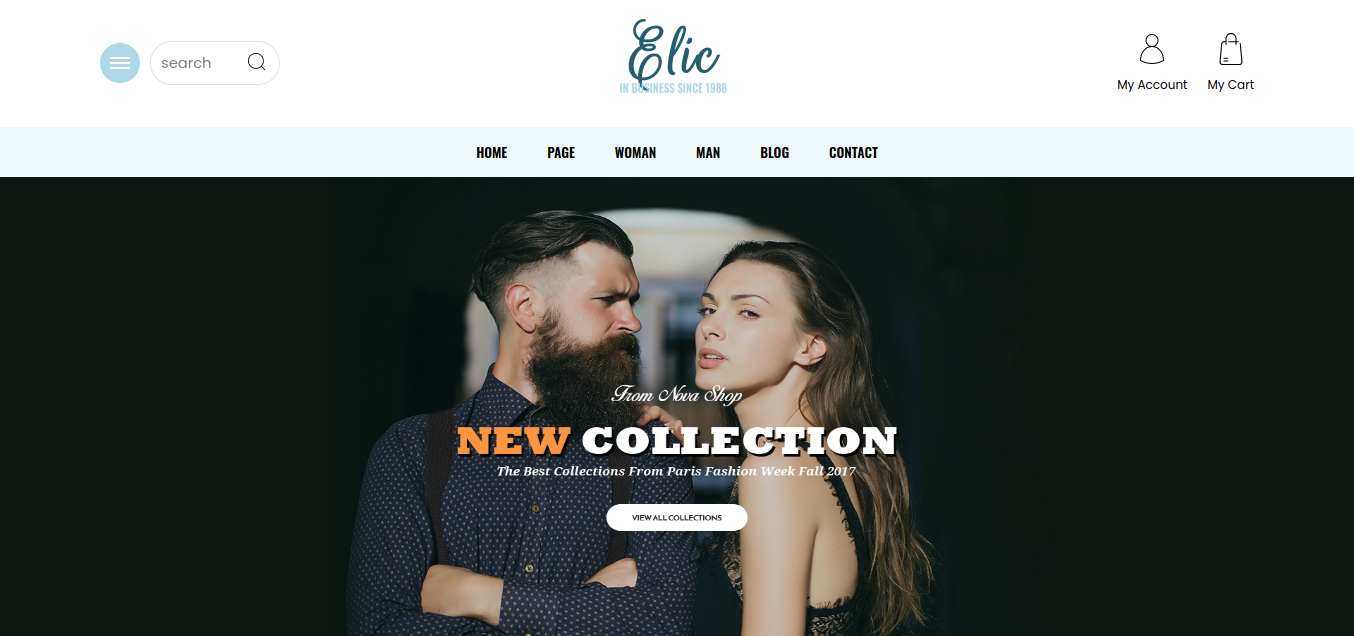 search
Elic
IN BUSINESS SINCE 1988
My Account
My Cart
HOME PAGE WOMAN MAN BLOG CONTACT
From Nova Shop
NEW COLLECTION
The Best Collections From Paris Fashion Week Fall 2017
VIEW ALL COLLECTIONS